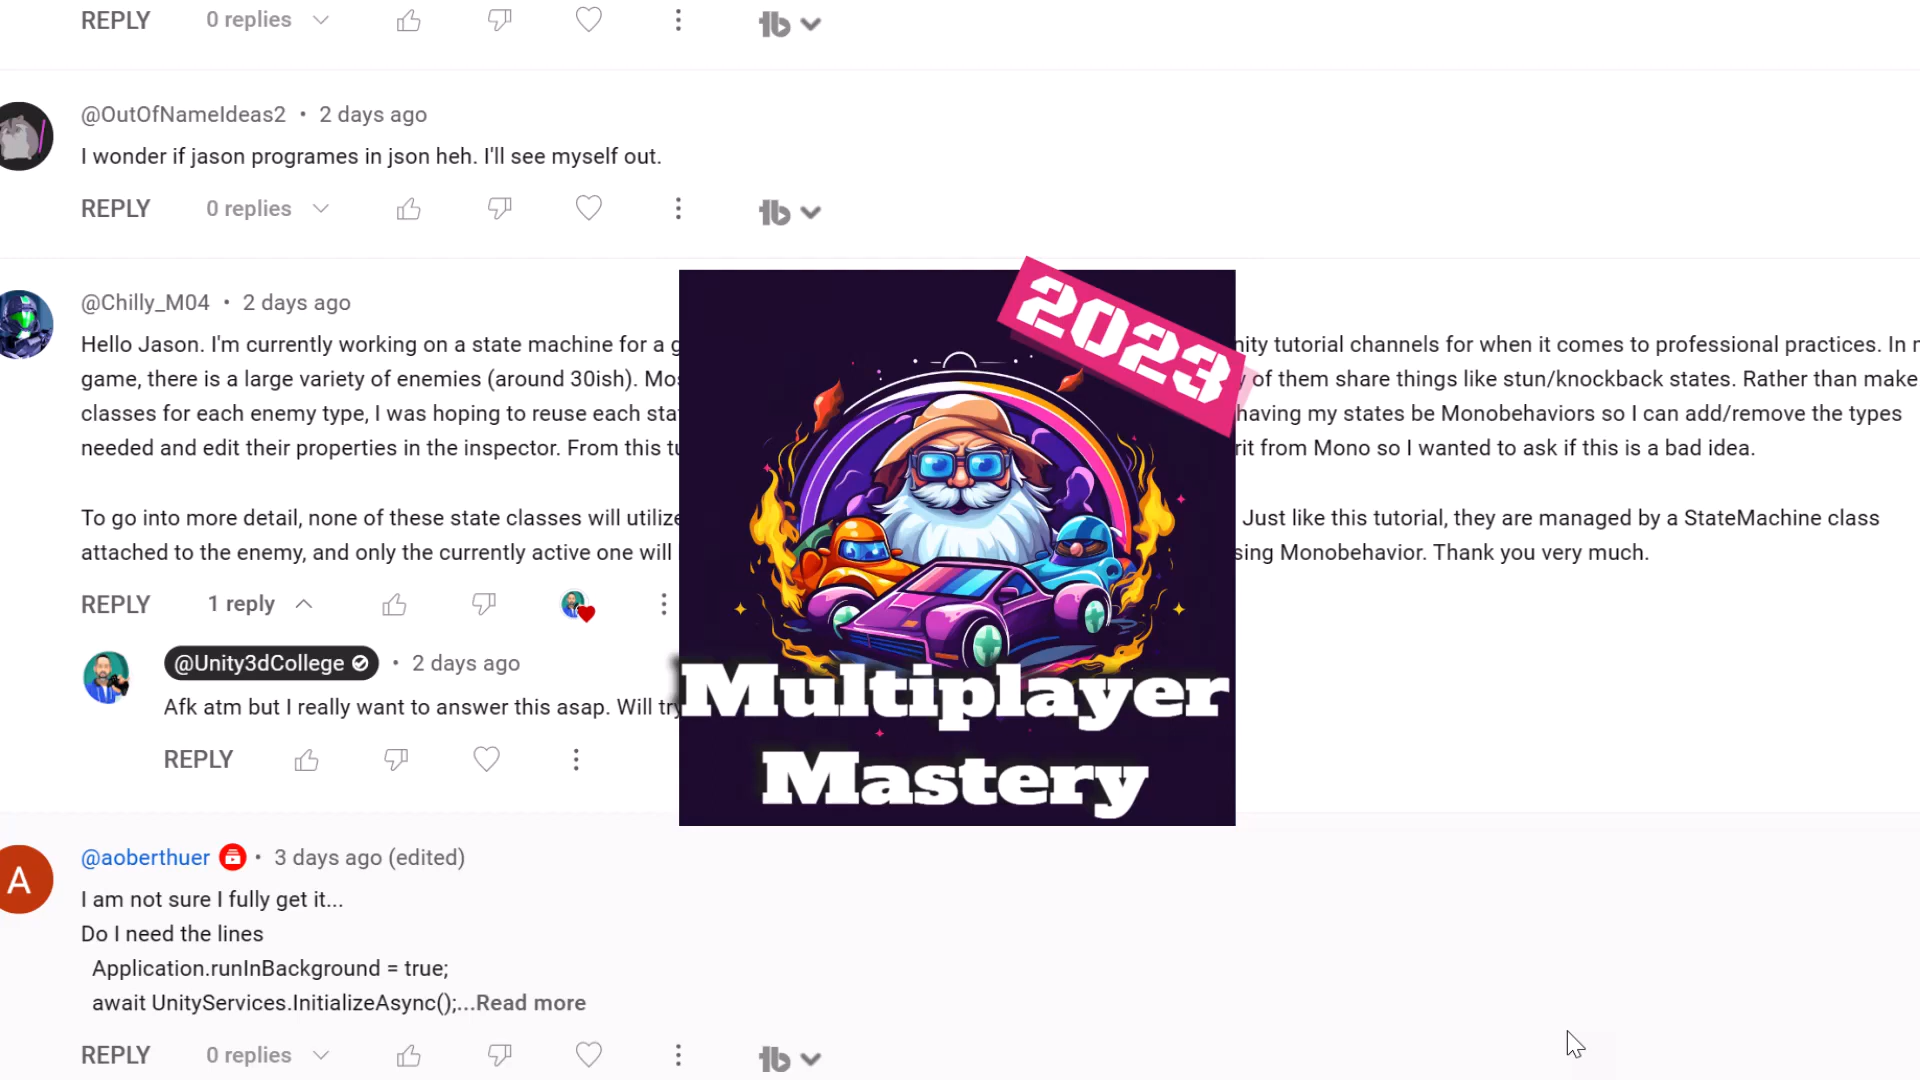 REPLY 0 replies
@OutOfNameIdeas2 • 2 days ago
I wonder if jason programes in json heh. I'll see myself out.
REPLY 0 replies
@Chilly_M04 • 2 days ago
Hello Jason. I'm currently working on a state machine for a nity tutorial channels for when it comes to professional practices. In
game, there is a large variety of enemies (around 30ish). of them share things like stun/knockback states. Rather than make
classes for each enemy type, I was hoping to reuse each having my states be Monobehaviors so I can add/remove the types
needed and edit their properties in the inspector. From this rit from Mono so I wanted to ask if this is a bad idea.
To go into more detail, none of these state classes will utilize Just like this tutorial, they are managed by a StateMachine class
attached to the enemy, and only the currently active one will sing Monobehavior. Thank you very much.
REPLY 1 reply
@Unity3dCollege • 2 days ago
Afk atm but I really want to answer this asap. Will try
REPLY
2023
Multiplayer
Mastery
A
@aoberthuer • 3 days ago (edited)
I am not sure I fully get it...
Do I need the lines
Application.runInBackground = true;
await UnityServices.InitializeAsync();...Read more
REPLY 0 replies